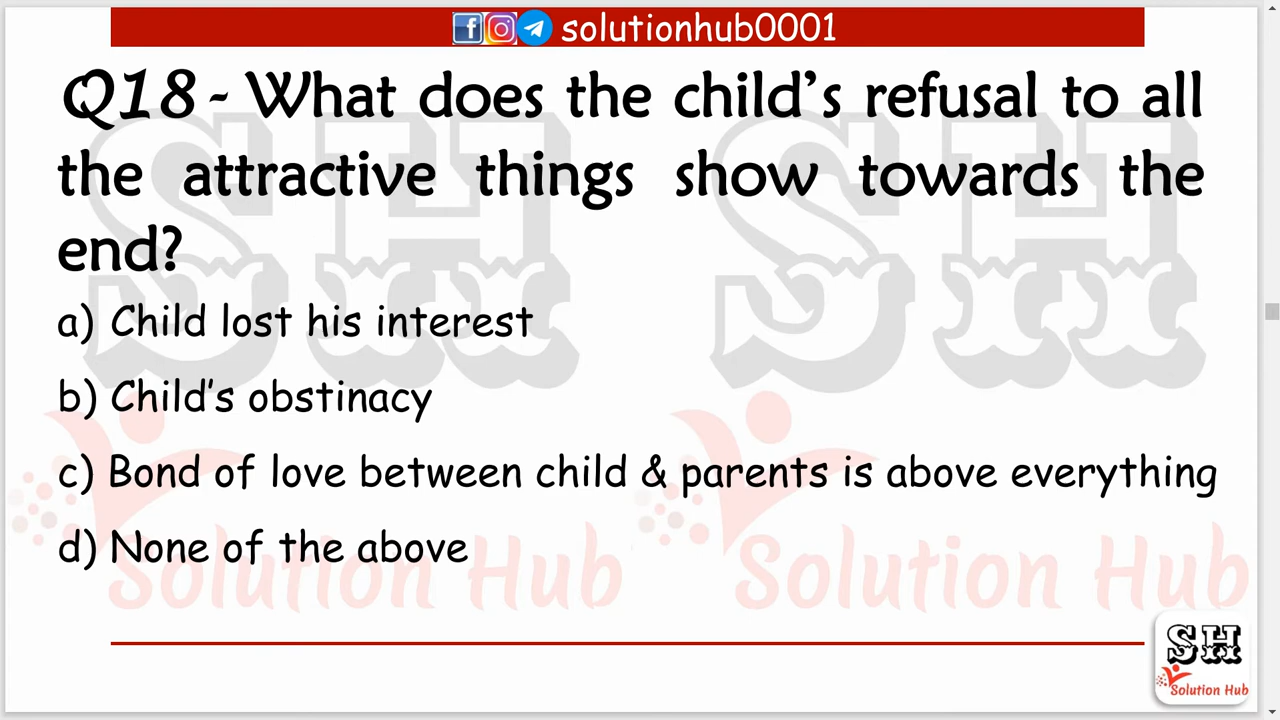 solutionhub0001
Q18- What does the child’s refusal to all
the attractive things show towards the
end?
a) Child lost his interest
b) Child’s obstinacy
c) Bond of love between child & parents is above everything
d) None of the above
SH SH
Solution Hub Solution Hub
SH
Solution Hub